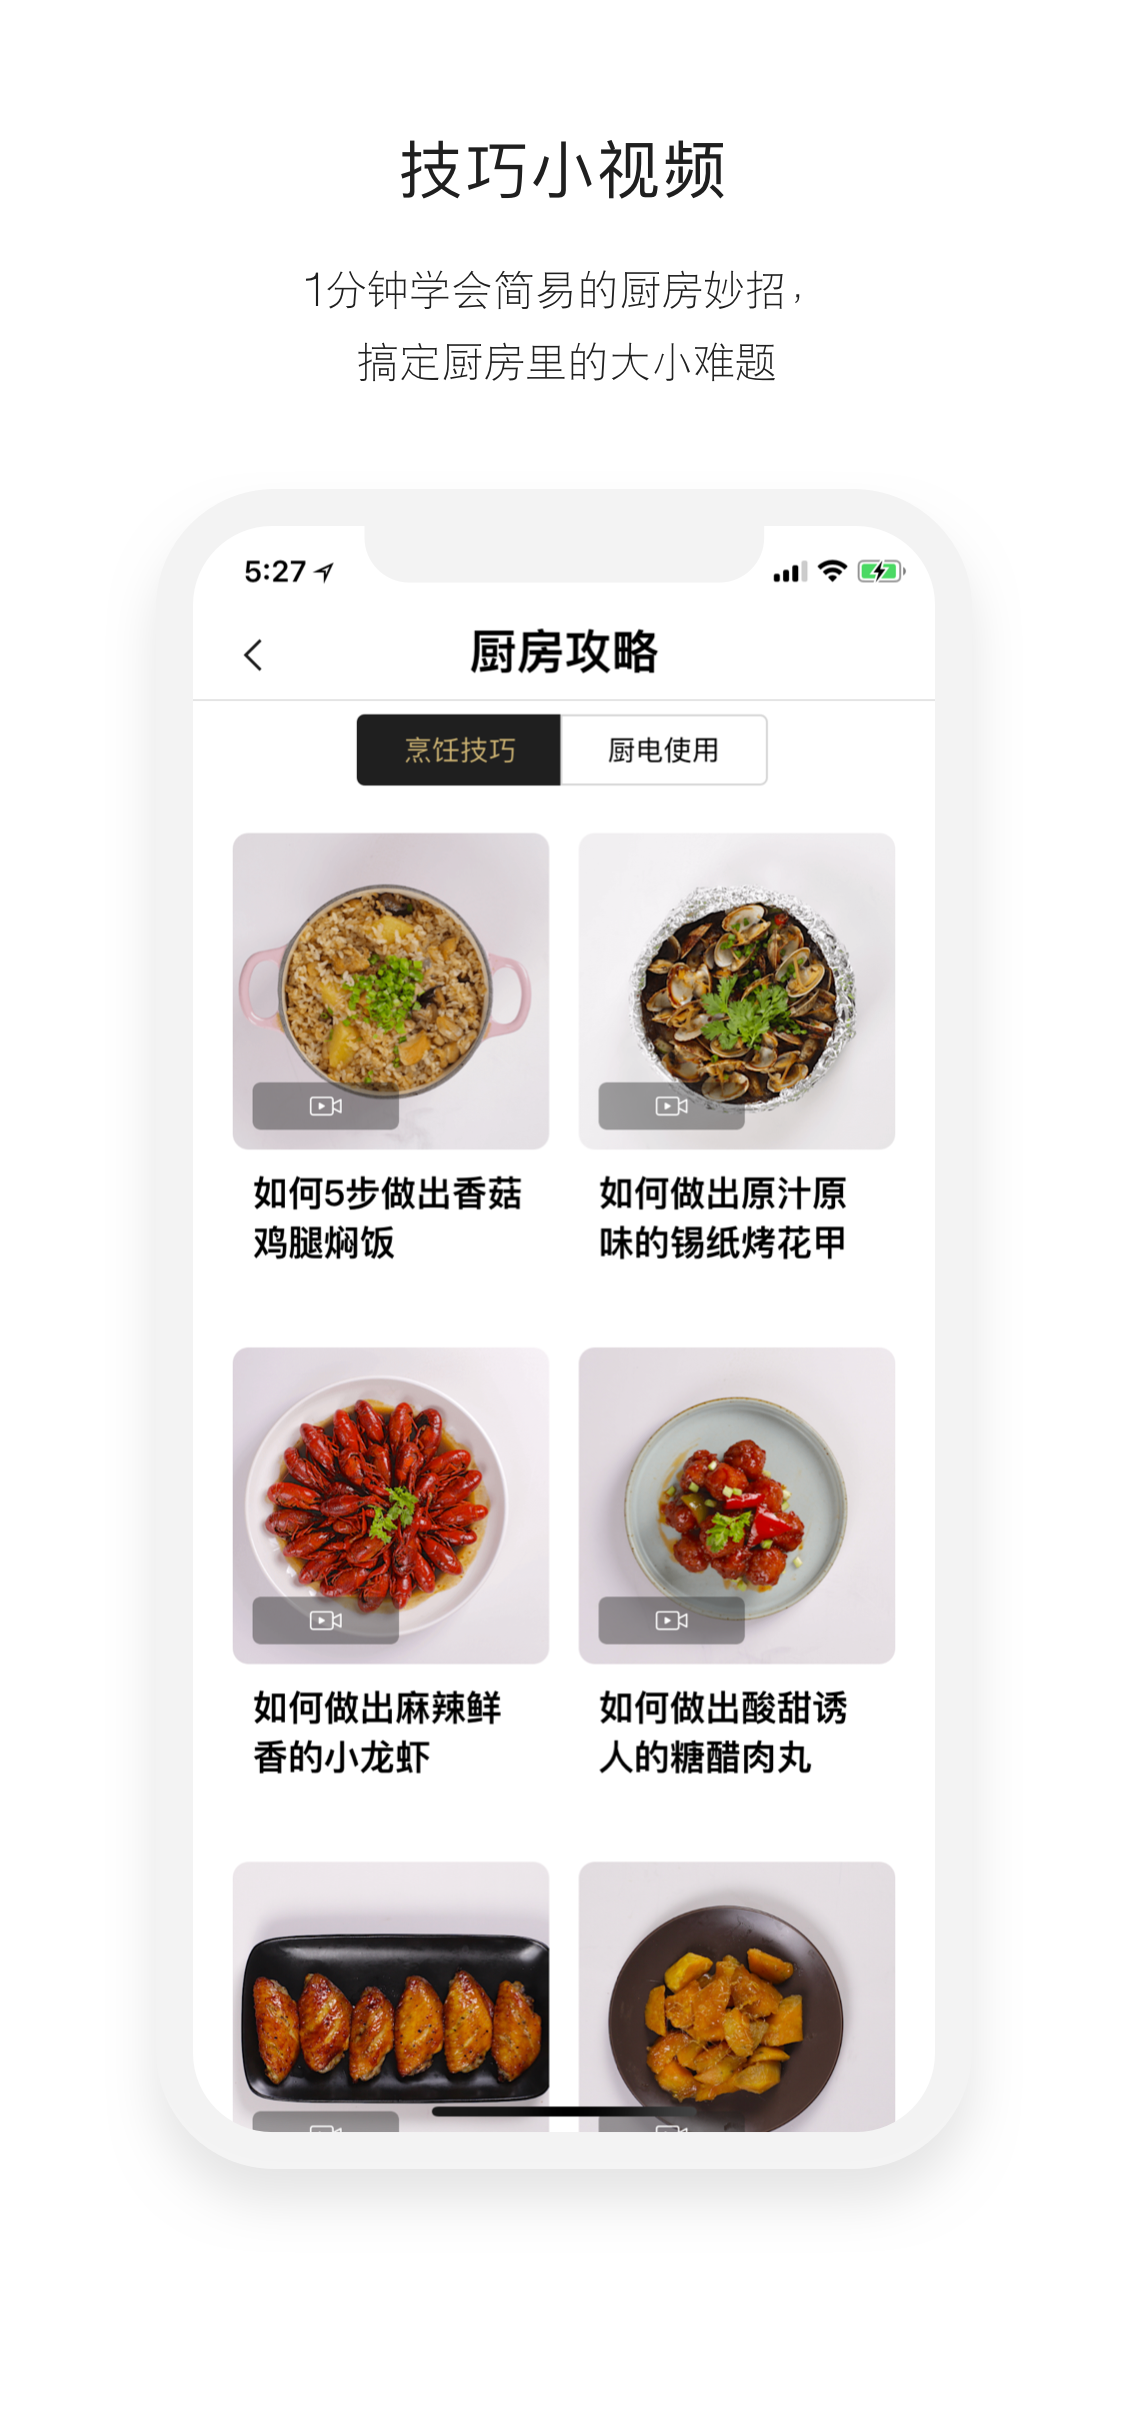 技巧小视频
1分钟学会简易的厨房妙招，
搞定厨房里的大小难题
5:27
厨房攻略
烹饪技巧
厨电使用
如何5步做出香菇
鸡腿焖饭
如何做出原汁原
味的锡纸烤花甲
如何做出麻辣鲜
香的小龙虾
如何做出酸甜诱
人的糖醋肉丸